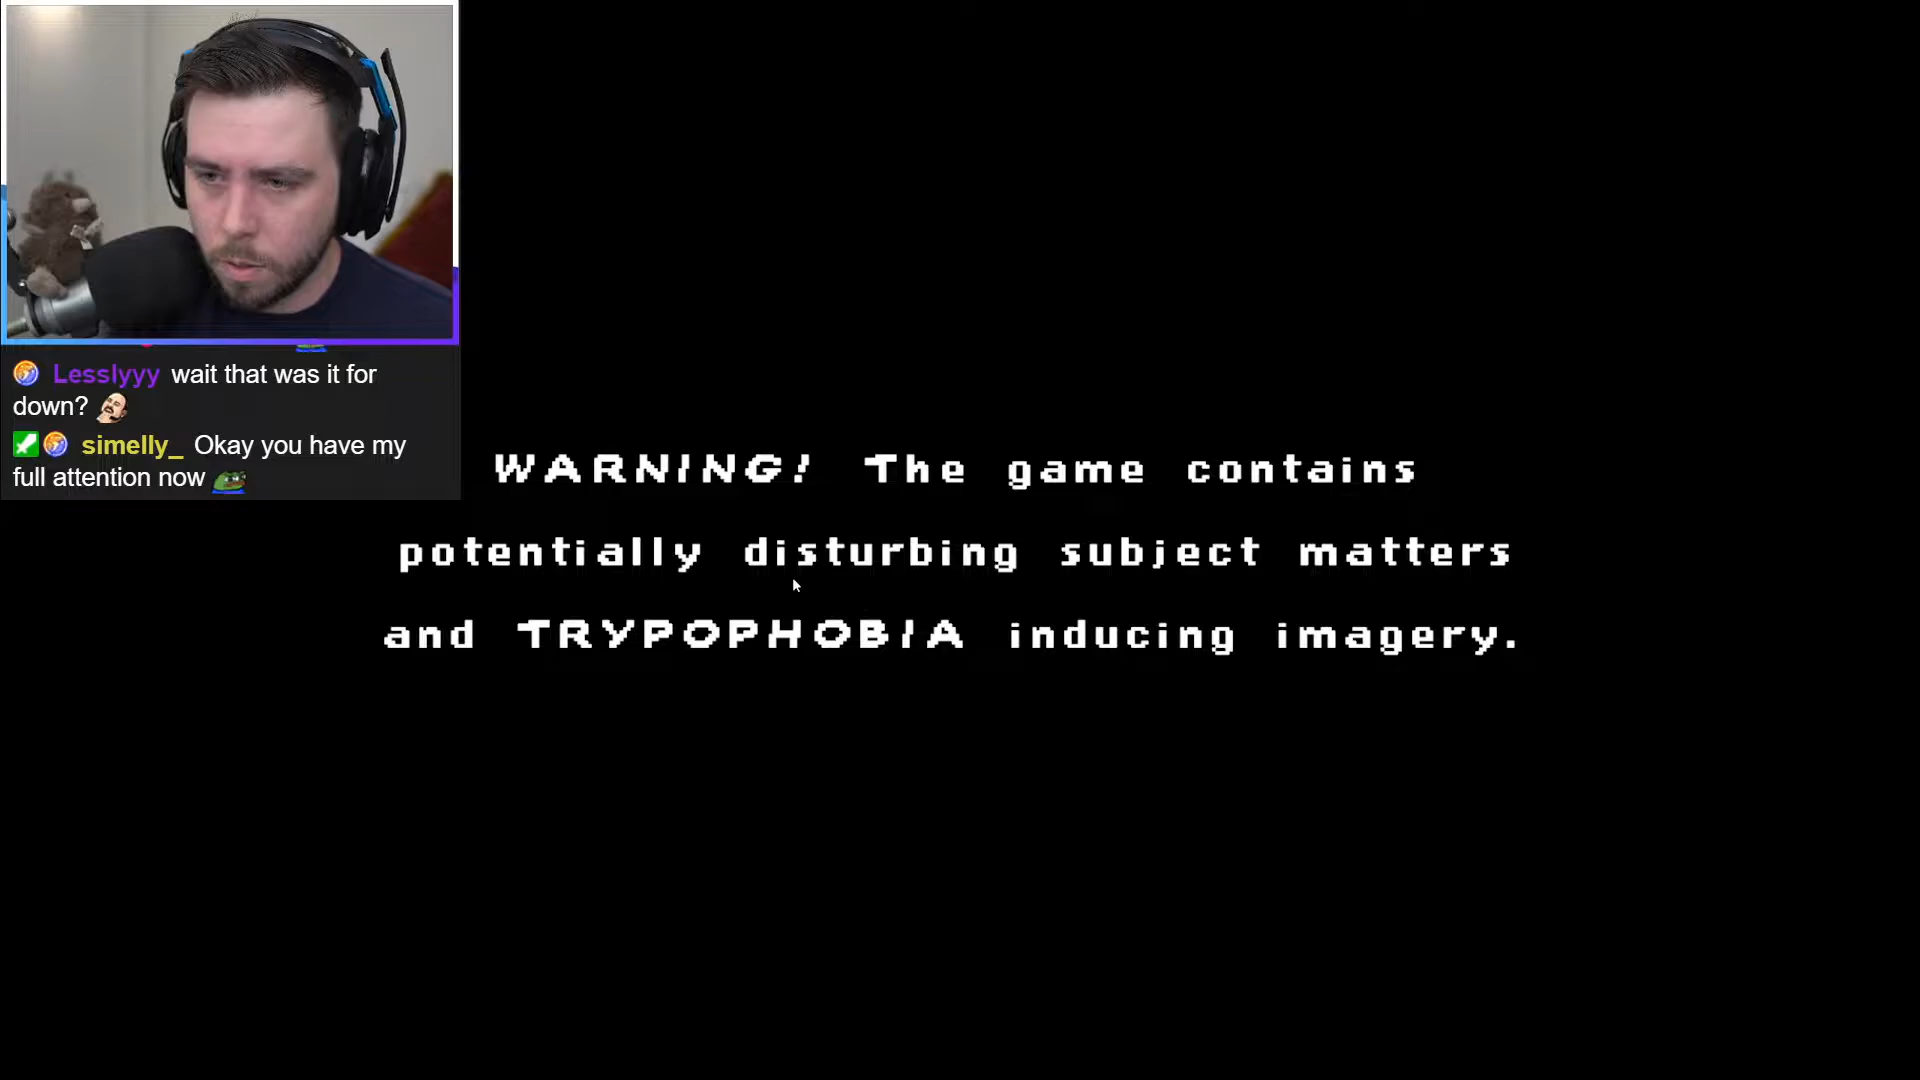 Lesslyyy wait that was it for
down?
simelly_ Okay you have my
full attention now
WARNING! The game contains
potentially disturbing subject matters
and TRYPOPHOBIA inducing imagery.